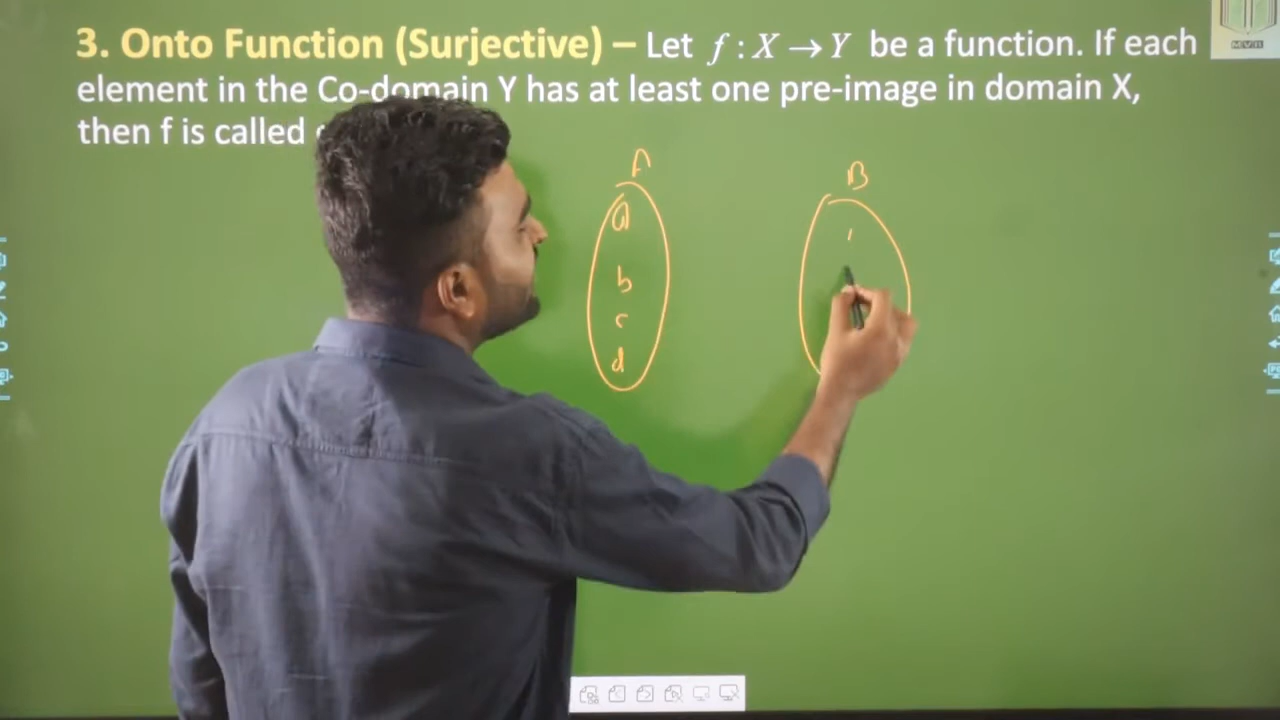 3. Onto Function (Surjective) – Let f : X → Y be a function. If each
element in the Co-domain Y has at least one pre-image in domain X,
then f is called
A
B
a
b
c
d